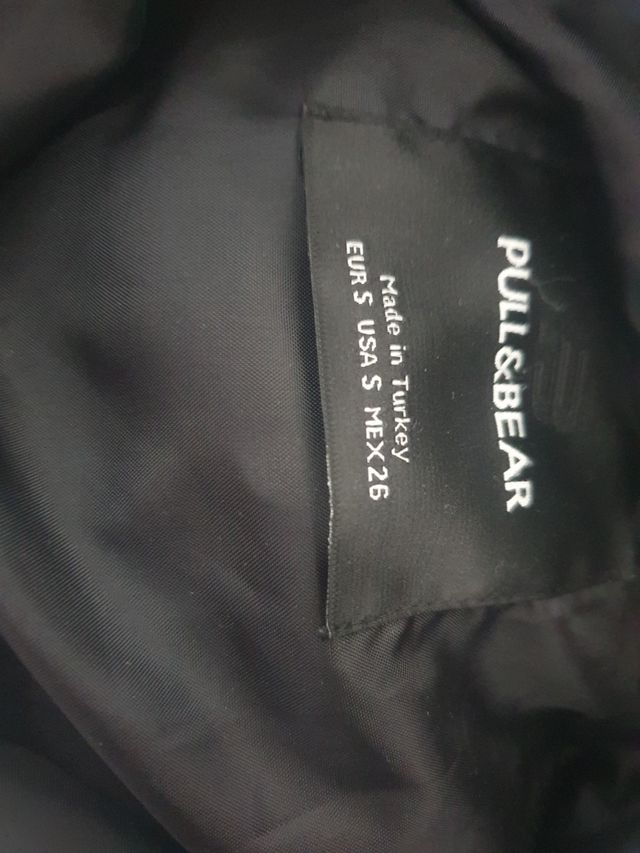 PULL&BEAR
Made in Turkey
EUR S USA S MEX 26